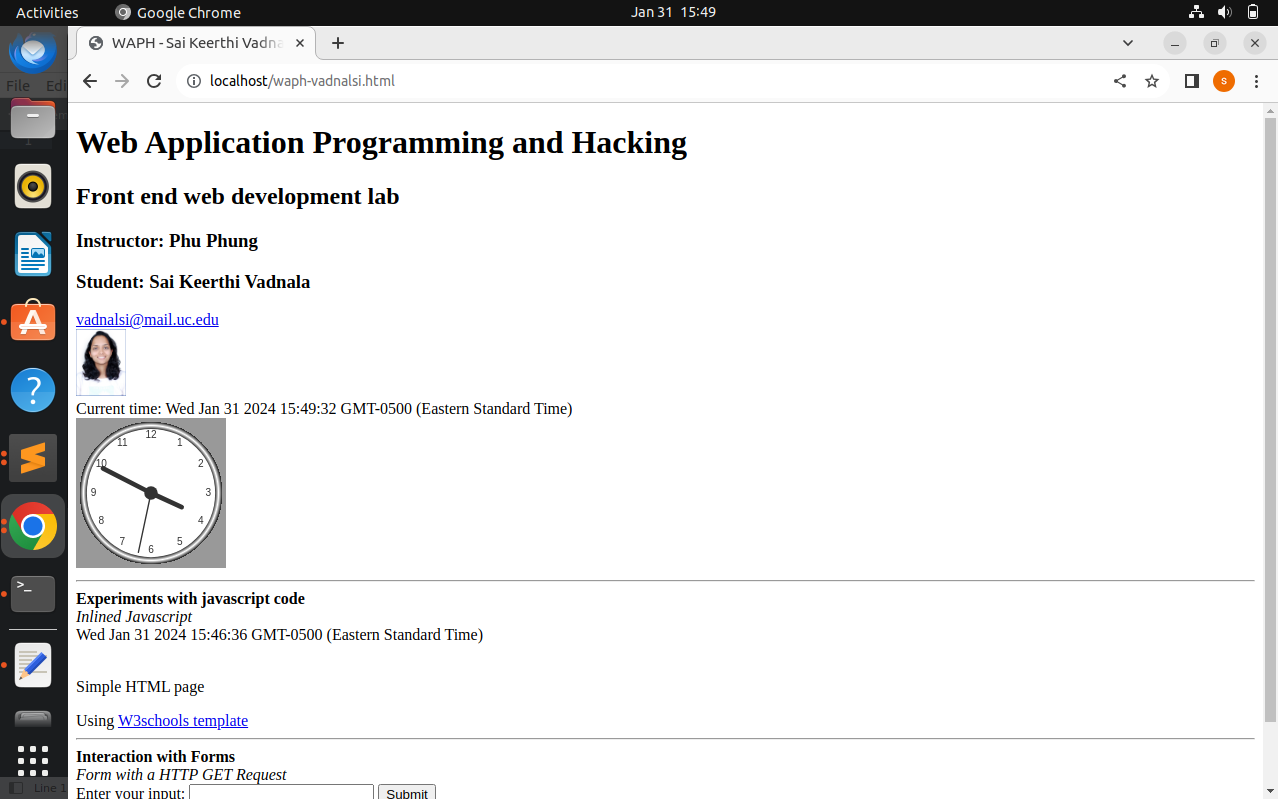 Activities Google Chrome Jan 31 15:49
WAPH - Sai Keerthi Vadna
File Edi
localhost/waph-vadnalsi.html S
1
Web Application Programming and Hacking
Front end web development lab
Instructor: Phu Phung
Student: Sai Keerthi Vadnala
vadnalsi@mail.uc.edu
Current time: Wed Jan 31 2024 15:49:32 GMT-0500 (Eastern Standard Time)
12
11 1
10 2
9 3
8 4
7 5
6
Experiments with javascript code
Inlined Javascript
Wed Jan 31 2024 15:46:36 GMT-0500 (Eastern Standard Time)
Simple HTML page
Using W3schools template
Interaction with Forms
Form with a HTTP GET Request
Line 1
Enter your input: Submit